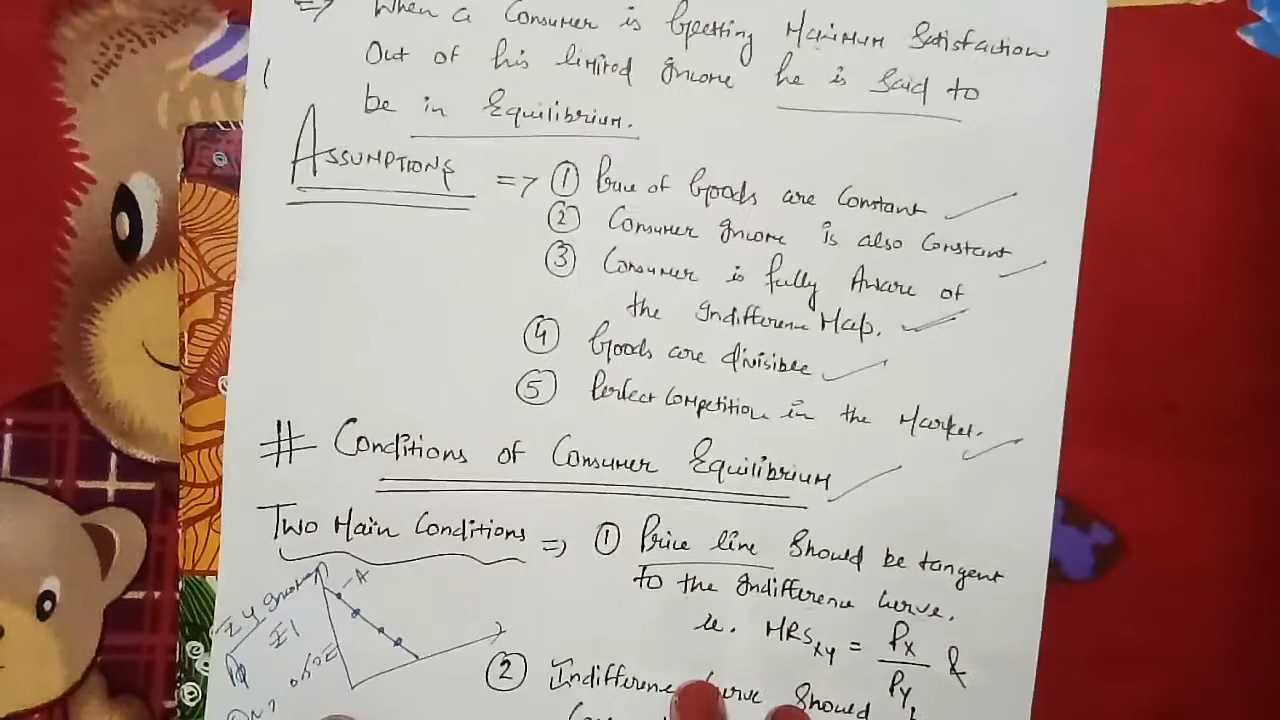 => When a Consumer is Getting Maximum Satisfaction
Out of his limited Income he is Said to
be in Equilibrium.
ASSUMPTIONS => ① Price of Goods are Constant
② Consumer Income is also Constant
③ Consumer is fully Aware of
the Indifference Map.
④ Goods are divisible
⑤ Perfect Competition in the Market.
# Conditions of Consumer Equilibrium
Two Main Conditions => ① Price line Should be tangent
to the Indifference Curve.
ie. MRSxy = Px / Py &
② Indifference Curve Should
A